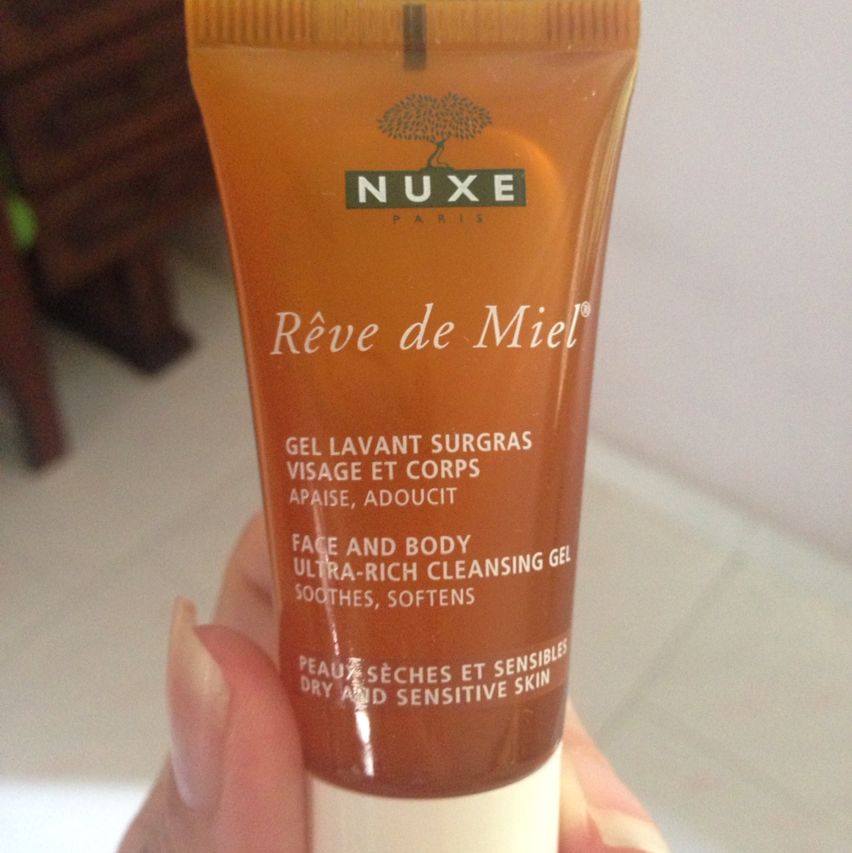 NUXE
PARIS
Rêve de Miel®
GEL LAVANT SURGRAS
VISAGE ET CORPS
APAISE, ADOUCIT
FACE AND BODY
ULTRA-RICH CLEANSING GEL
SOOTHES, SOFTENS
PEAUX SÈCHES ET SENSIBLES
DRY AND SENSITIVE SKIN